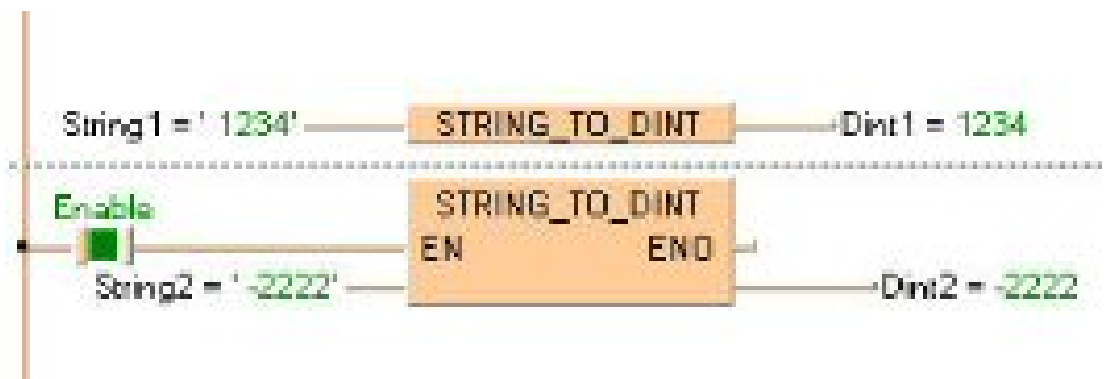 String1 = ' 1234' STRING_TO_DINT Dint1 = 1234
Enable
STRING_TO_DINT
EN ENO
String2 = ' -2222' Dint2 = -2222